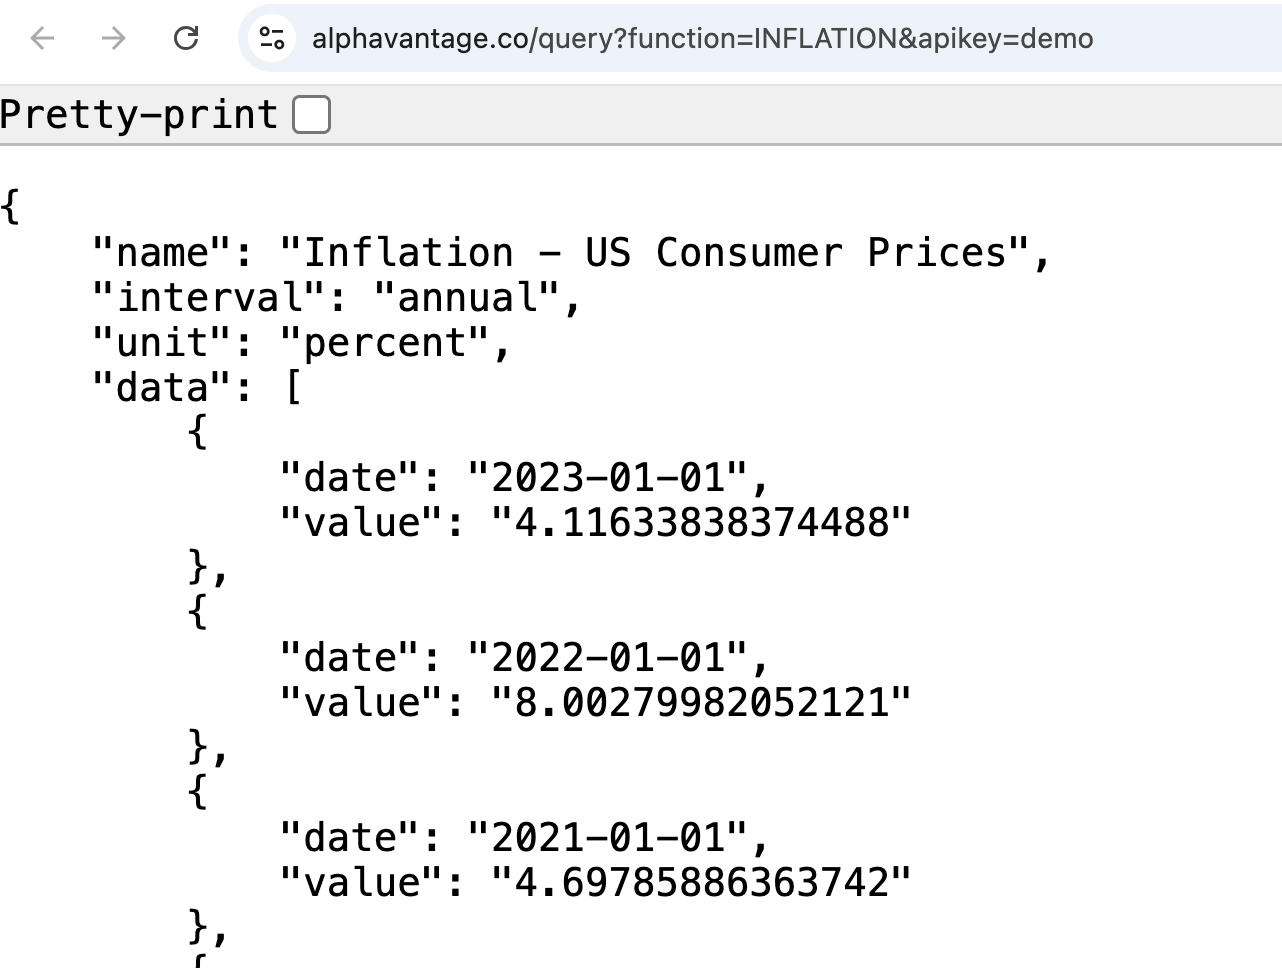 alphavantage.co/query?function=INFLATION&apikey=demo
Pretty-print
{
    "name": "Inflation - US Consumer Prices",
    "interval": "annual",
    "unit": "percent",
    "data": [
        {
            "date": "2023-01-01",
            "value": "4.11633838374488"
        },
        {
            "date": "2022-01-01",
            "value": "8.00279982052121"
        },
        {
            "date": "2021-01-01",
            "value": "4.69785886363742"
        },
        {